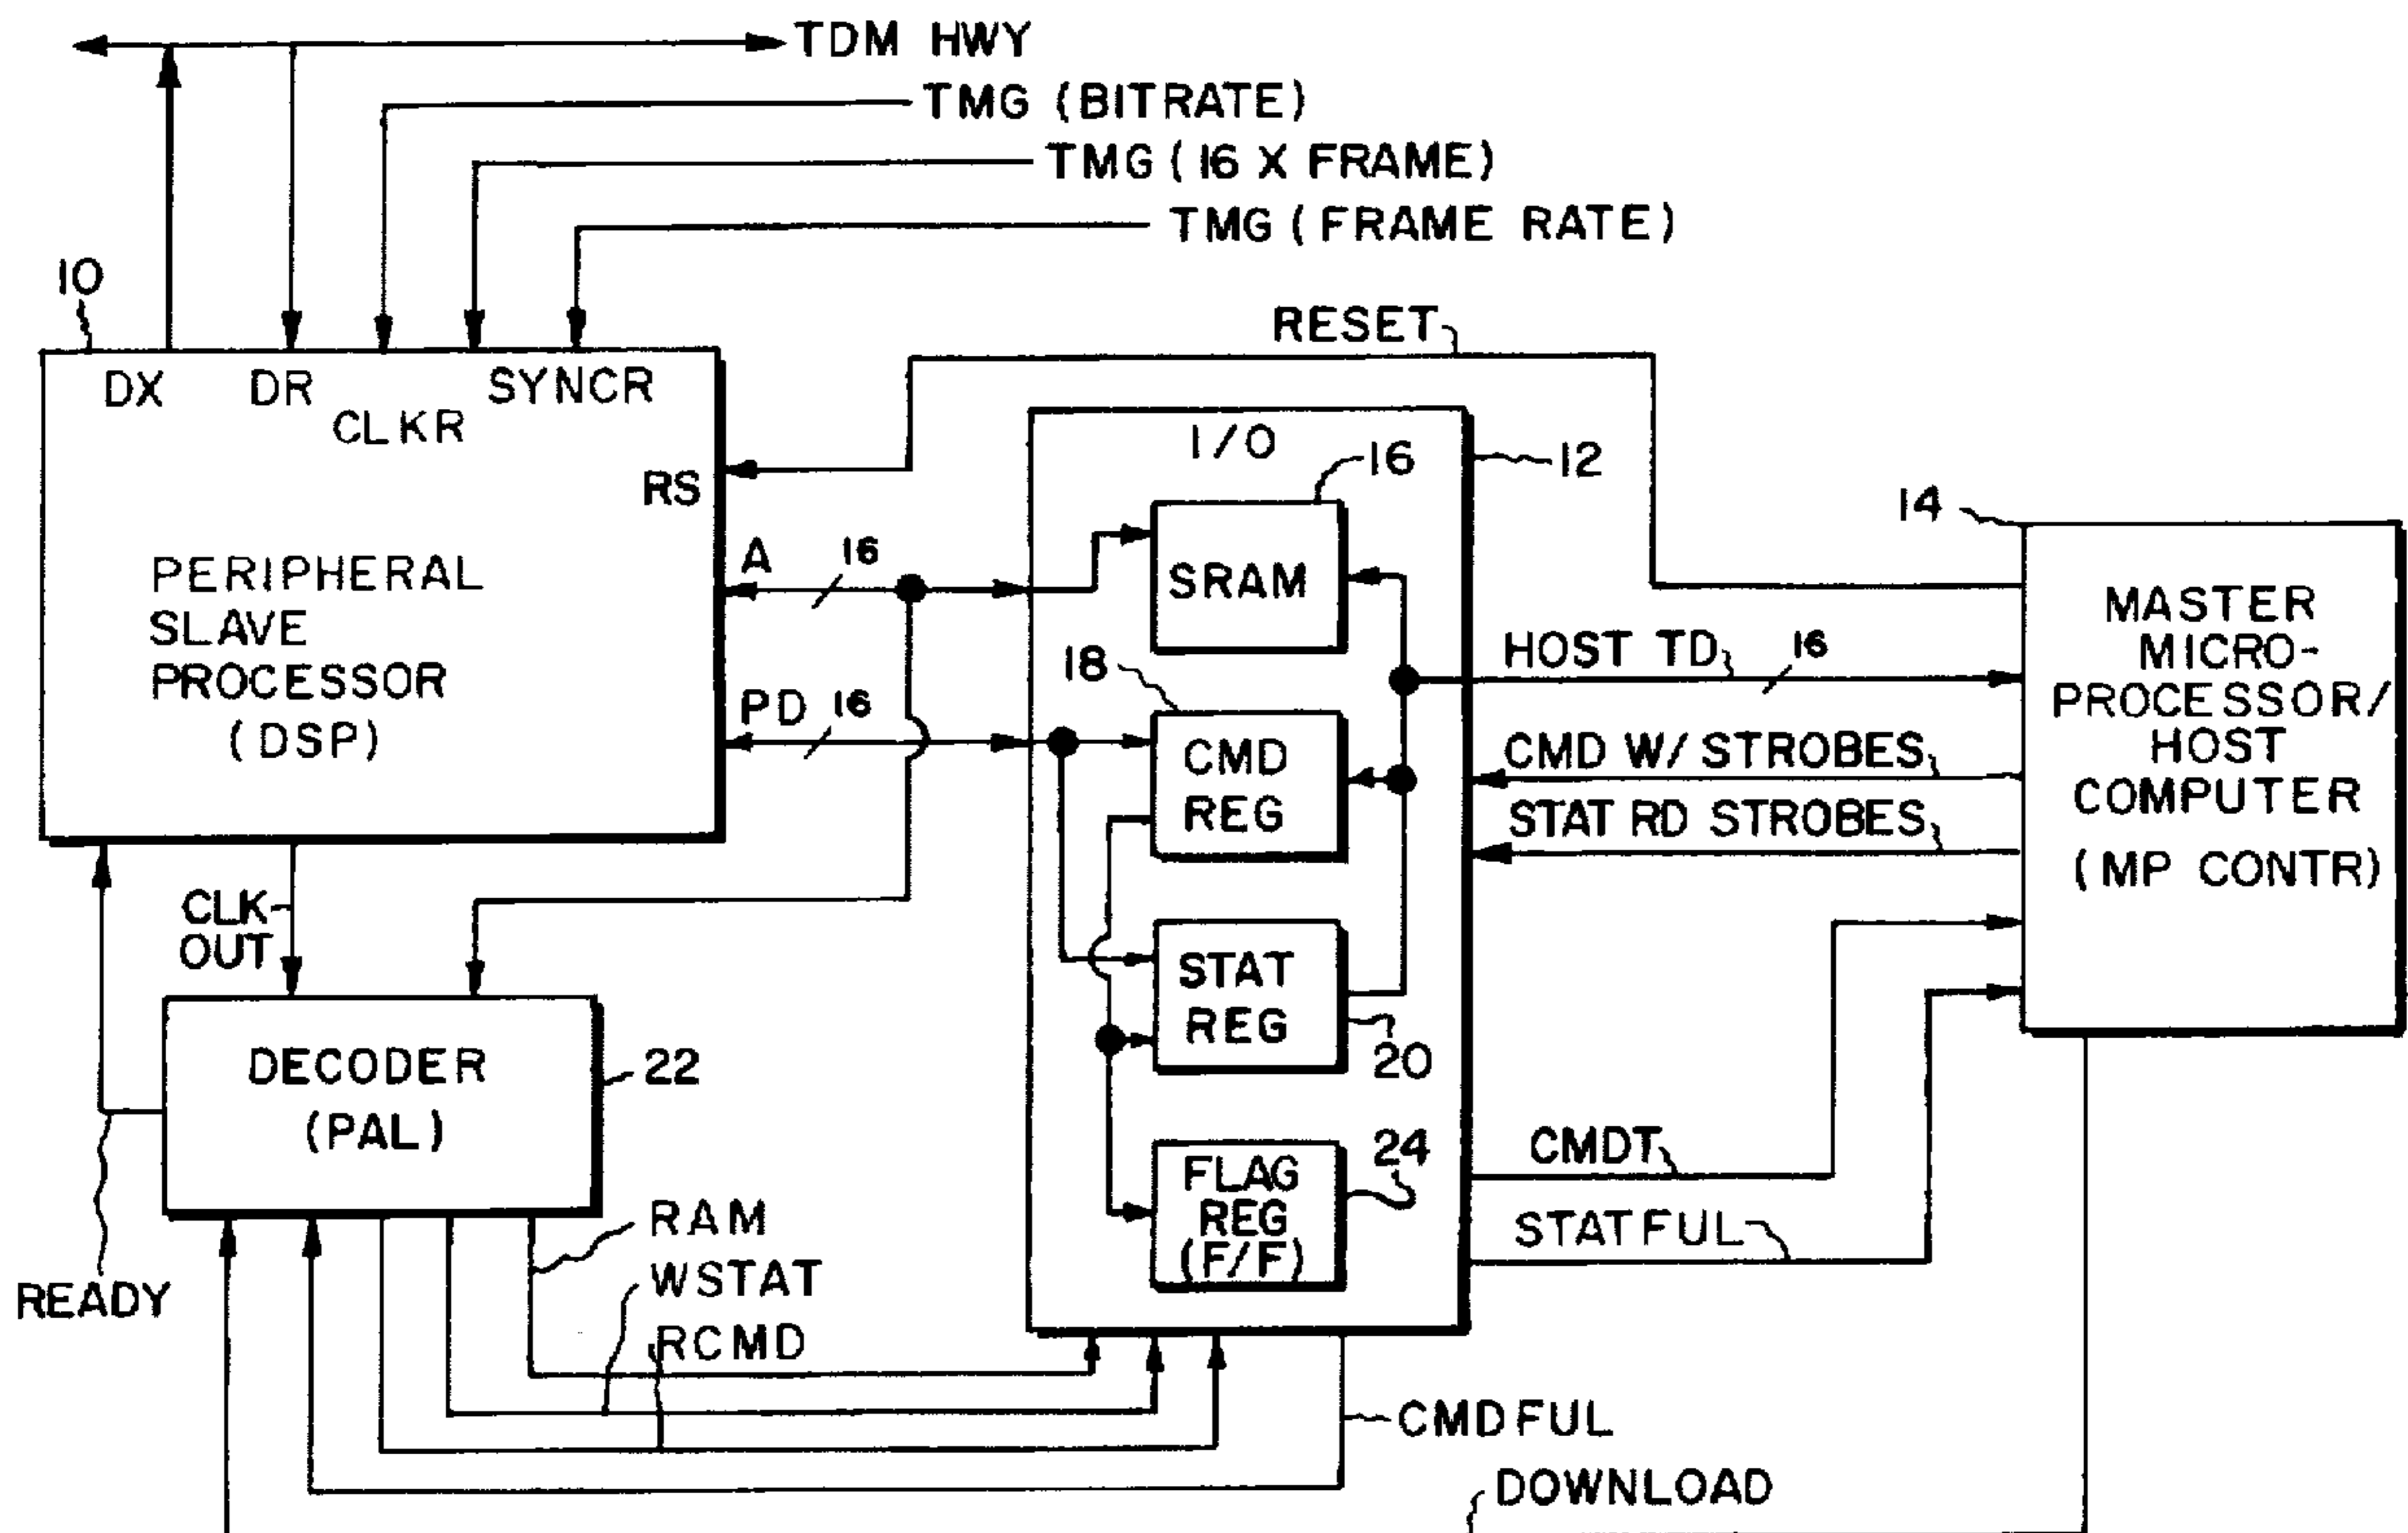 TDM HWY
TMG (BITRATE)
TMG (16 X FRAME)
TMG (FRAME RATE)
10
RESET
DX DR SYNCR
CLKR
RS
I/O
16
12
14
PERIPHERAL
SLAVE
PROCESSOR
(DSP)
A 16
PD 16
SRAM
18
CMD
REG
STAT
REG
20
FLAG
REG
(F/F)
24
HOST TD 16
CMD W/ STROBES
STAT RD STROBES
MASTER
MICRO-
PROCESSOR/
HOST
COMPUTER
(MP CONTR)
CLK
OUT
DECODER
(PAL)
22
CMDT
STATFUL
READY
RAM
WSTAT
RCMD
CMDFUL
DOWNLOAD